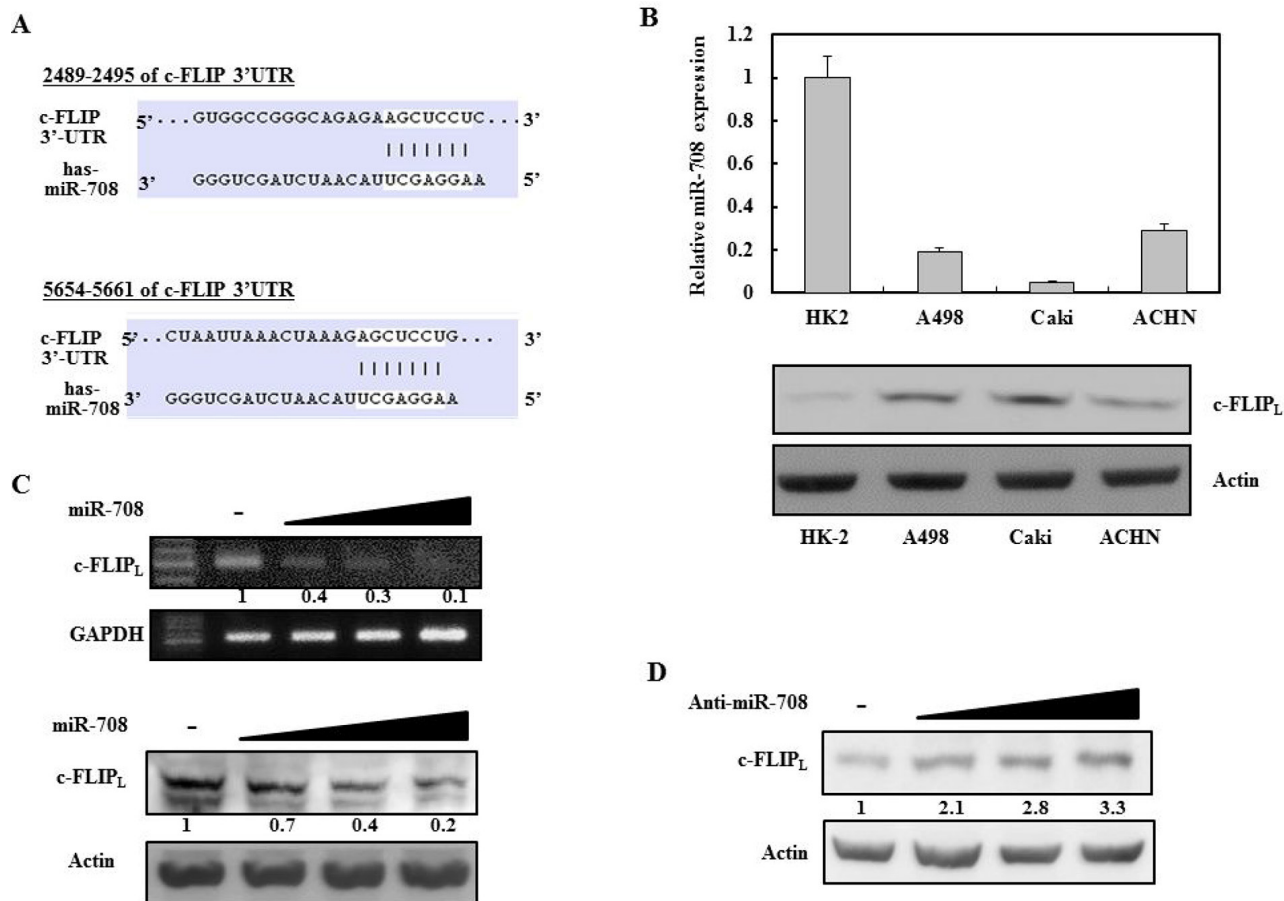 A
2489-2495 of c-FLIP 3’UTR
c-FLIP 3’-UTR
5’...GUGGCCGGGCAGAGAAGCUCCUC... 3’
has-miR-708
3’ GGGUCGAUCUAACAUUCGAGGAA 5’
5654-5661 of c-FLIP 3’UTR
c-FLIP 3’-UTR
5’...CUAAUUAAACUAAAGAGCUCCUG... 3’
has-miR-708
3’ GGGUCGAUCUAACAUUCGAGGAA 5’
B
Relative miR-708 expression
1.2
1
0.8
0.6
0.4
0.2
0
HK2 A498 Caki ACHN
c-FLIPL
Actin
HK-2 A498 Caki ACHN
C
miR-708 –
c-FLIPL
1 0.4 0.3 0.1
GAPDH
miR-708 –
c-FLIPL
1 0.7 0.4 0.2
Actin
D
Anti-miR-708 –
c-FLIPL
1 2.1 2.8 3.3
Actin